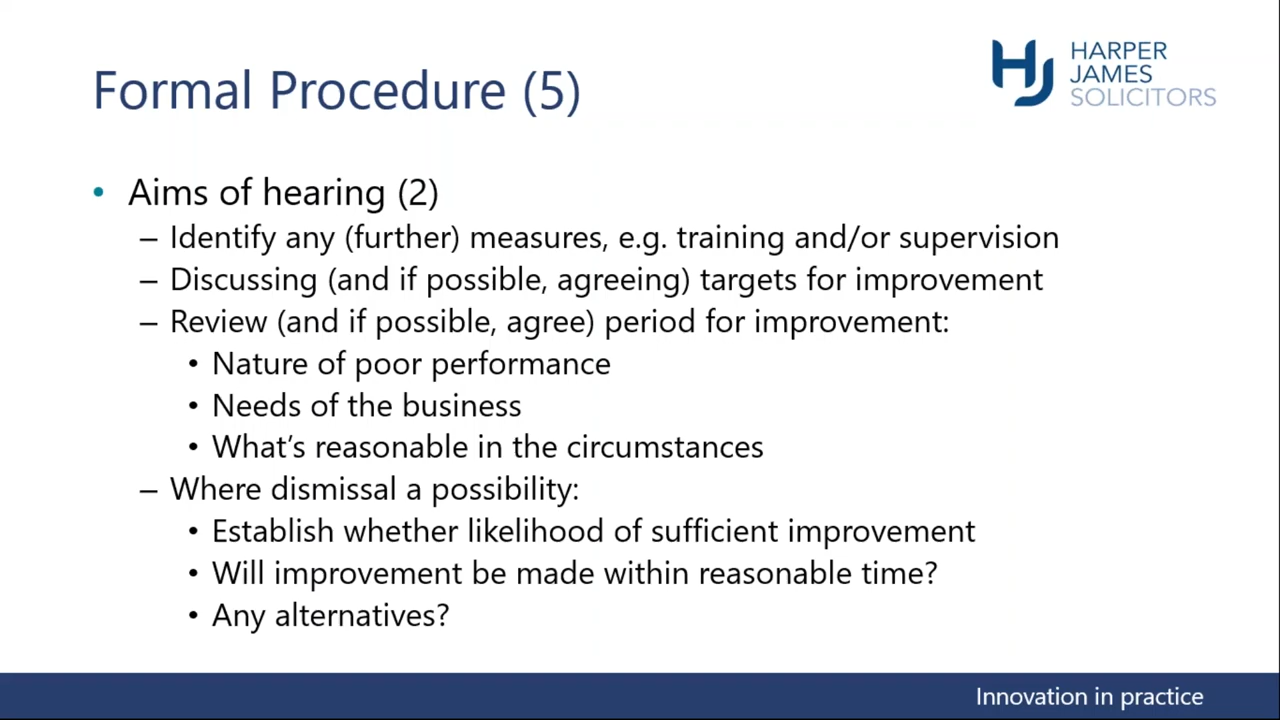 Formal Procedure (5)
HARPER
JAMES
SOLICITORS
• Aims of hearing (2)
– Identify any (further) measures, e.g. training and/or supervision
– Discussing (and if possible, agreeing) targets for improvement
– Review (and if possible, agree) period for improvement:
• Nature of poor performance
• Needs of the business
• What’s reasonable in the circumstances
– Where dismissal a possibility:
• Establish whether likelihood of sufficient improvement
• Will improvement be made within reasonable time?
• Any alternatives?
Innovation in practice